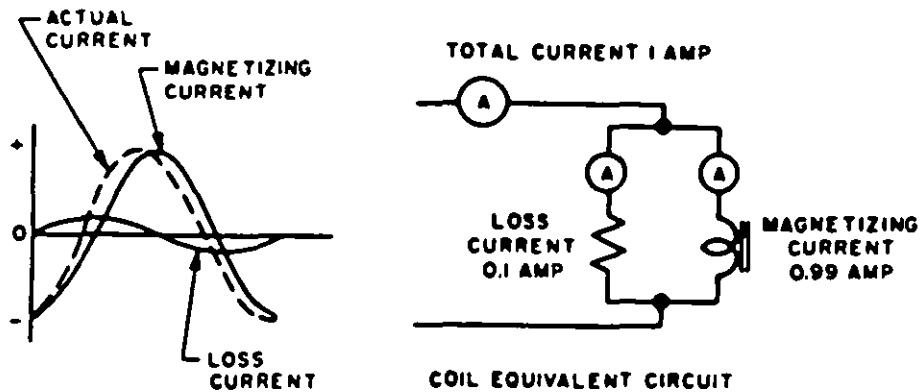 ACTUAL
CURRENT
MAGNETIZING
CURRENT
+
0
-
LOSS
CURRENT
TOTAL CURRENT 1 AMP
A
A
A
LOSS
CURRENT
0.1 AMP
MAGNETIZING
CURRENT
0.99 AMP
COIL EQUIVALENT CIRCUIT